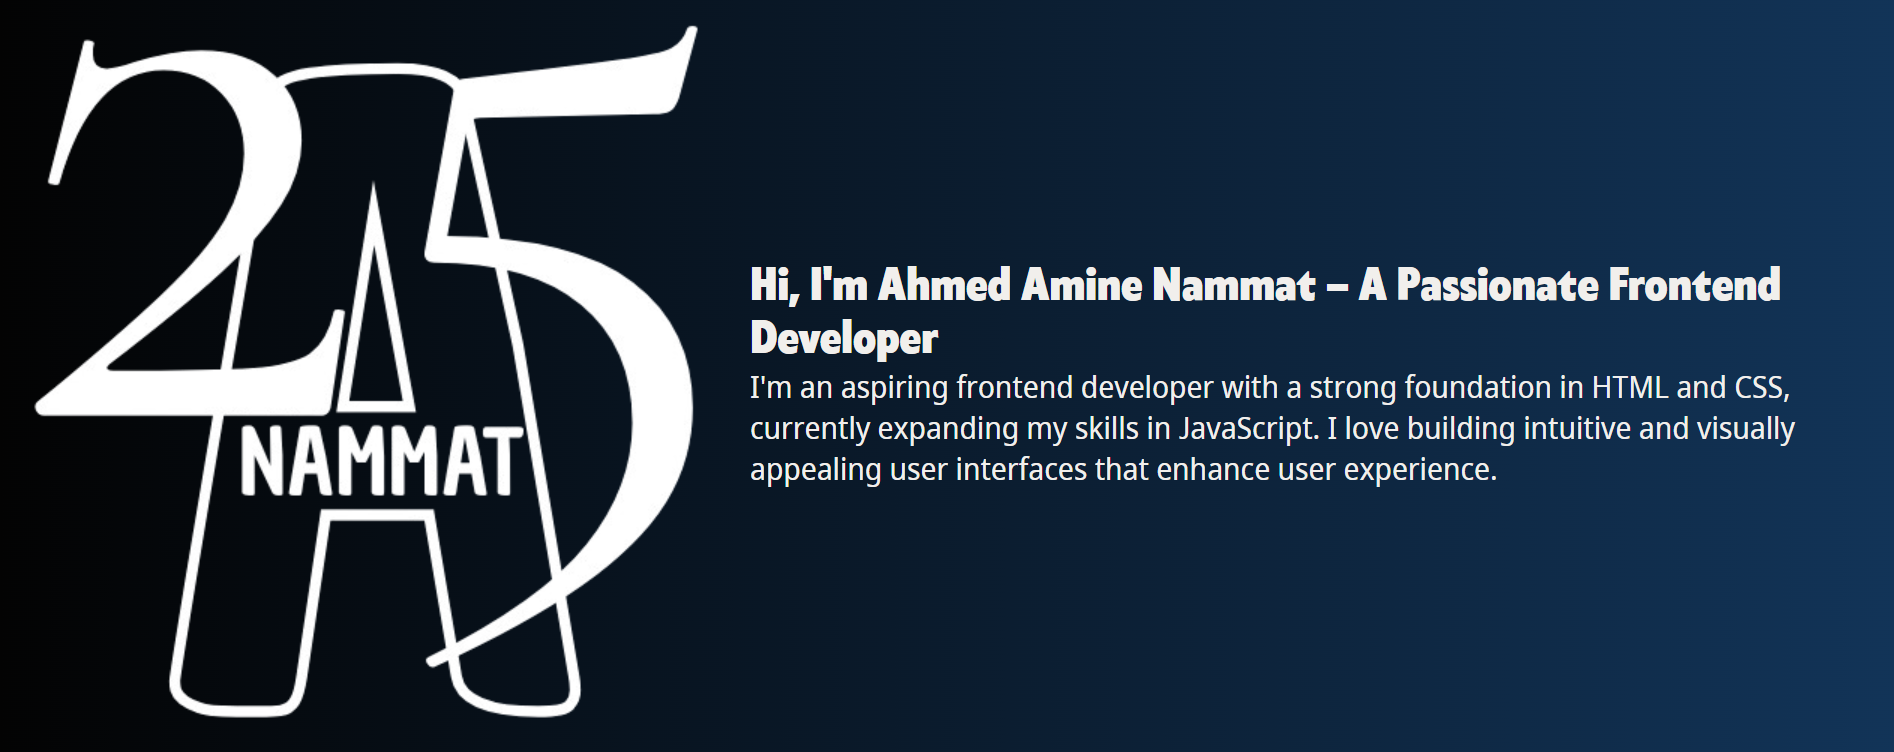 25
A
NAMMAT
Hi, I'm Ahmed Amine Nammat – A Passionate Frontend
Developer
I'm an aspiring frontend developer with a strong foundation in HTML and CSS,
currently expanding my skills in JavaScript. I love building intuitive and visually
appealing user interfaces that enhance user experience.